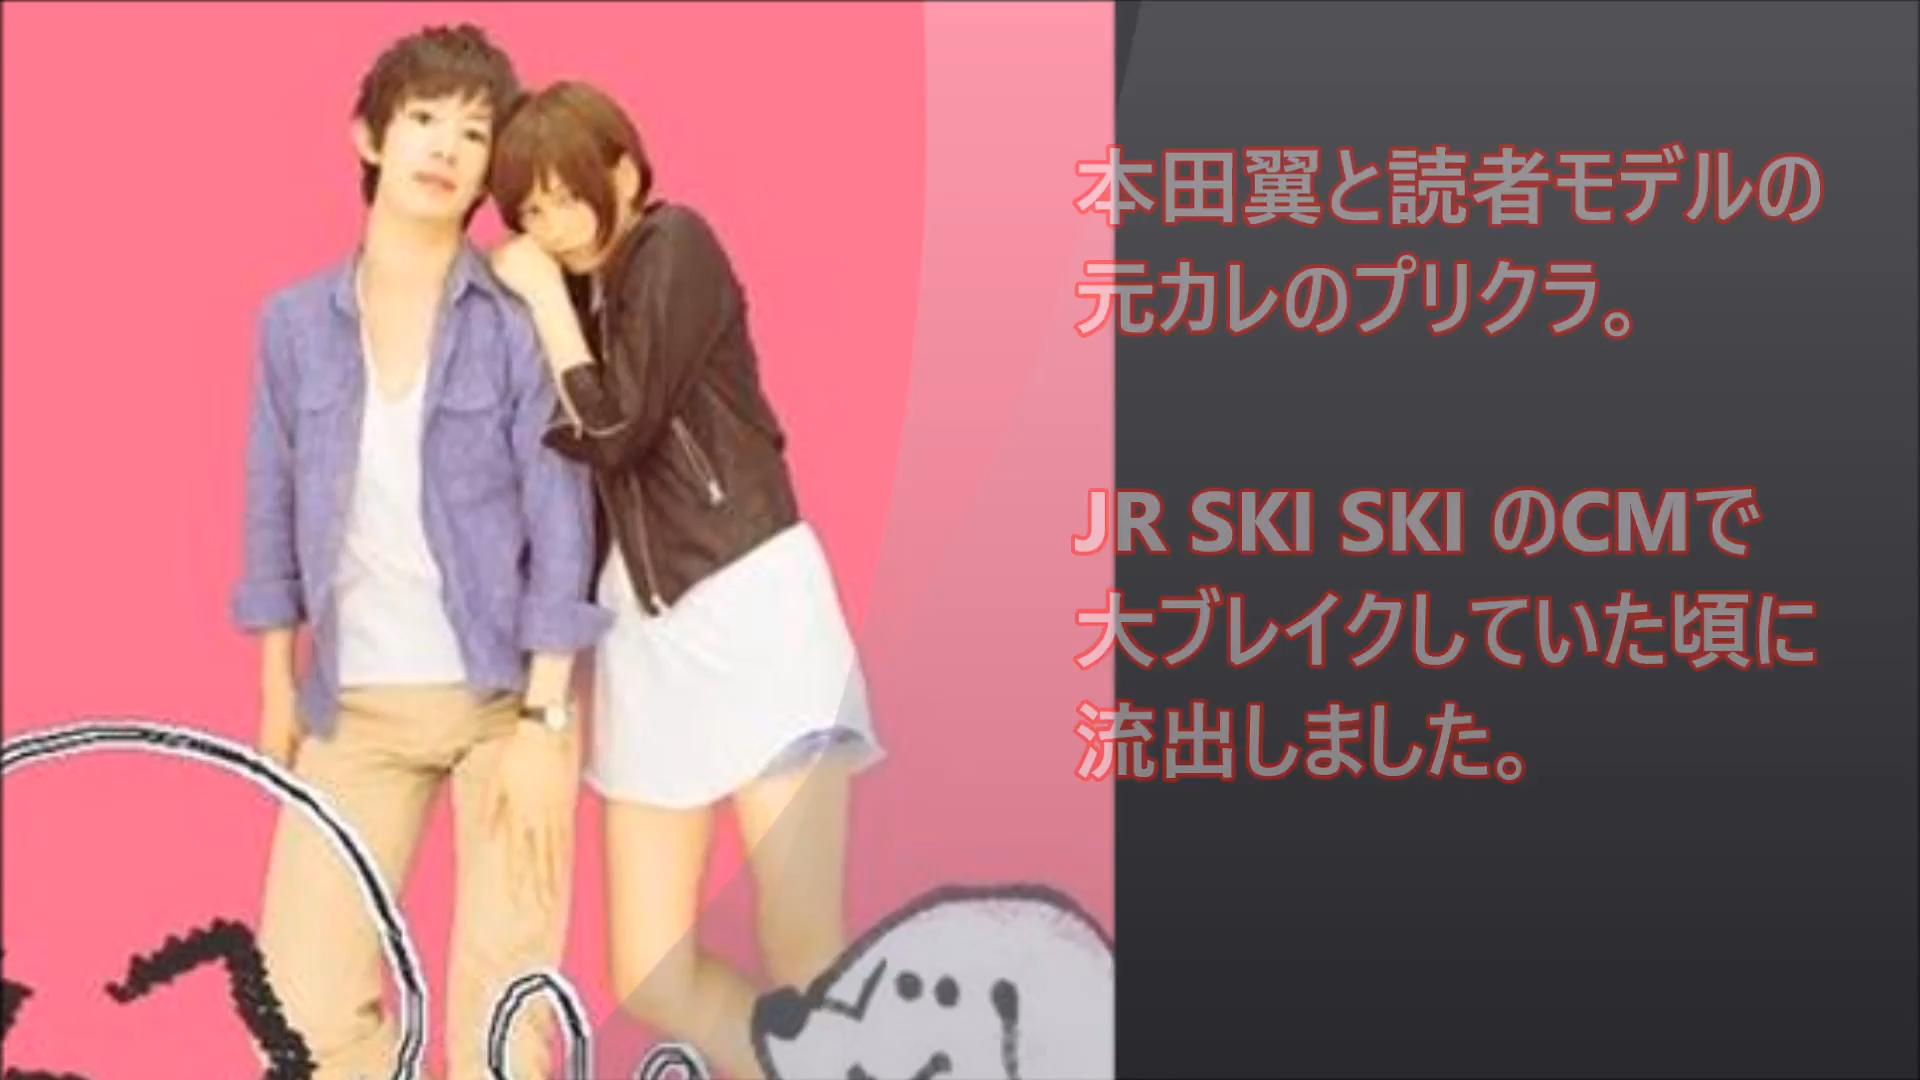 本田翼と読者モデルの
元カレのプリクラ。
JR SKI SKI のCMで
大ブレイクしていた頃に
流出しました。